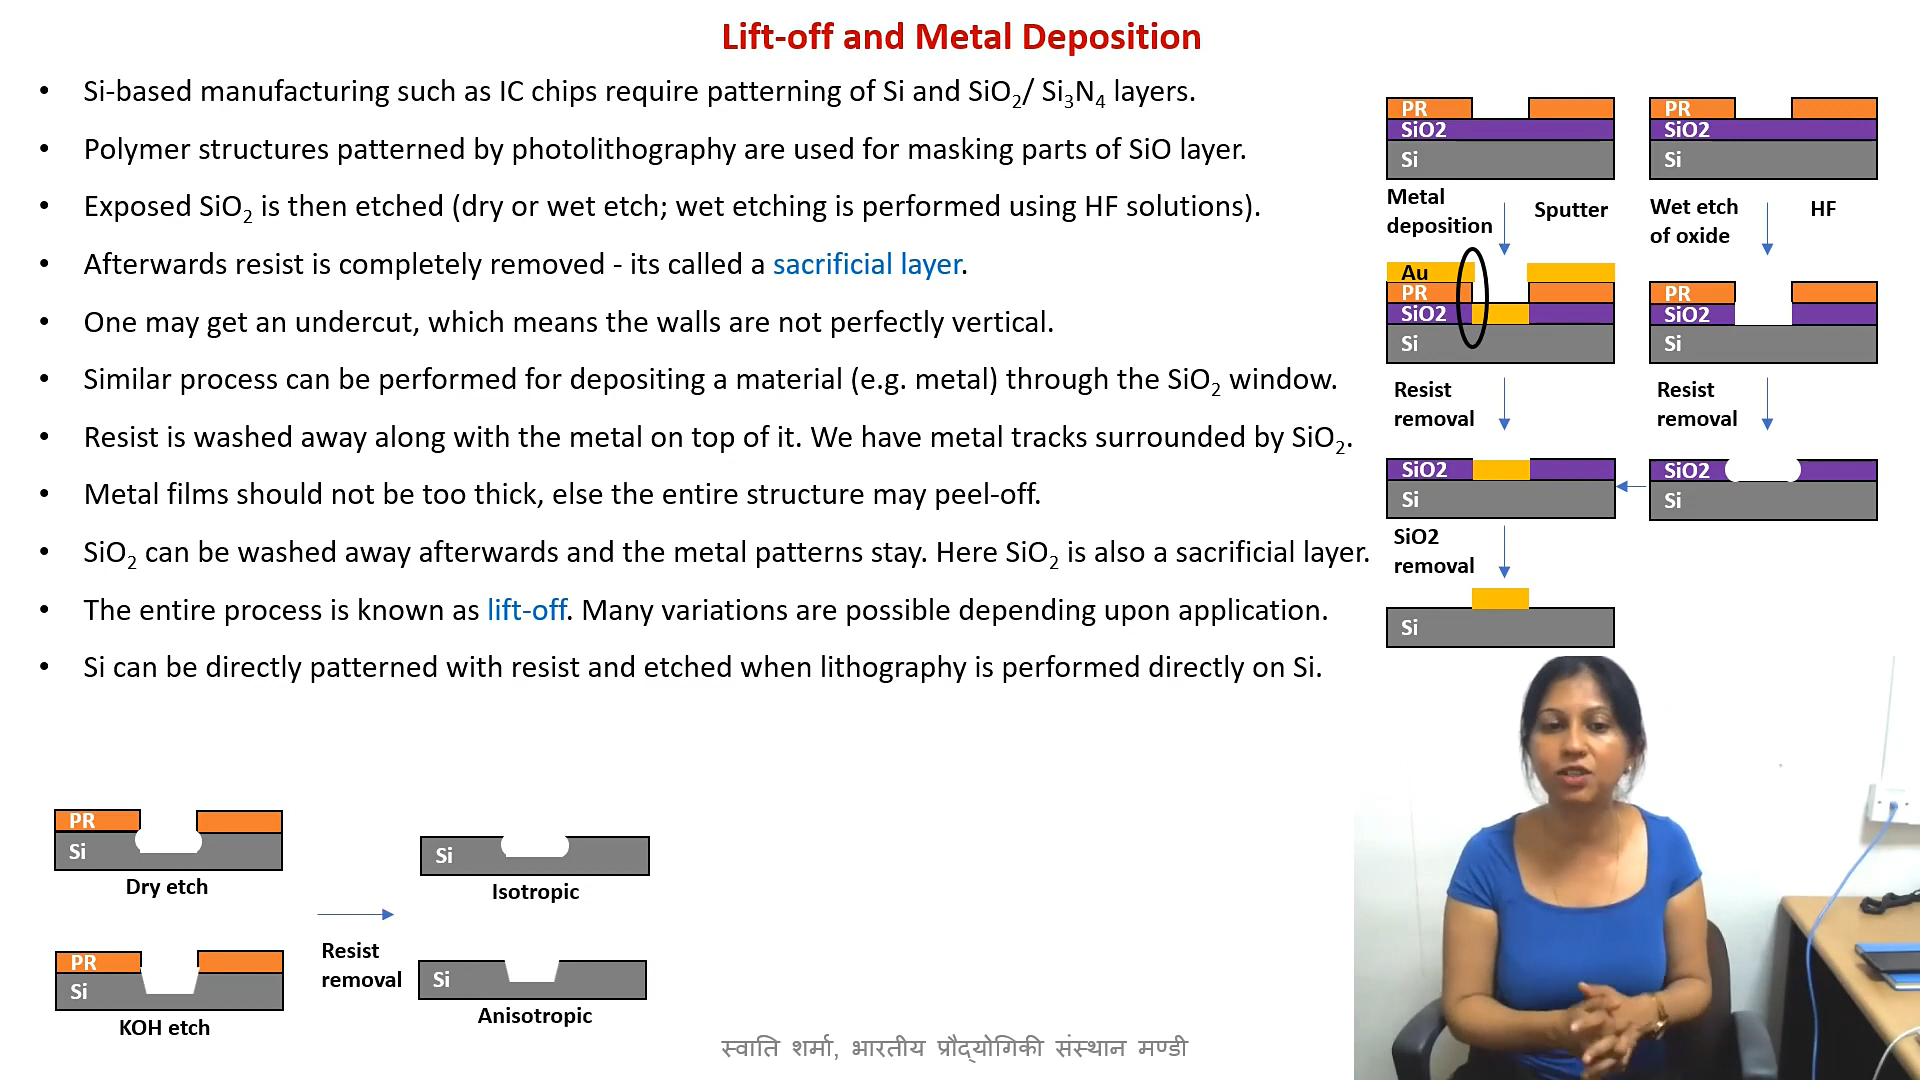 Lift-off and Metal Deposition
• Si-based manufacturing such as IC chips require patterning of Si and SiO2/ Si3N4 layers.
• Polymer structures patterned by photolithography are used for masking parts of SiO layer.
• Exposed SiO2 is then etched (dry or wet etch; wet etching is performed using HF solutions).
• Afterwards resist is completely removed - its called a sacrificial layer.
• One may get an undercut, which means the walls are not perfectly vertical.
• Similar process can be performed for depositing a material (e.g. metal) through the SiO2 window.
• Resist is washed away along with the metal on top of it. We have metal tracks surrounded by SiO2.
• Metal films should not be too thick, else the entire structure may peel-off.
• SiO2 can be washed away afterwards and the metal patterns stay. Here SiO2 is also a sacrificial layer.
• The entire process is known as lift-off. Many variations are possible depending upon application.
• Si can be directly patterned with resist and etched when lithography is performed directly on Si.
PR
SiO2
Si
Metal
deposition
Sputter
Au
PR
SiO2
Si
Resist
removal
SiO2
Si
SiO2
removal
Si
PR
SiO2
Si
Wet etch
of oxide
HF
PR
SiO2
Si
Resist
removal
SiO2
Si
PR
Si
Dry etch
PR
Si
KOH etch
Resist
removal
Si
Isotropic
Si
Anisotropic
स्वाति शर्मा, भारतीय प्रौद्योगिकी संस्थान मण्डी